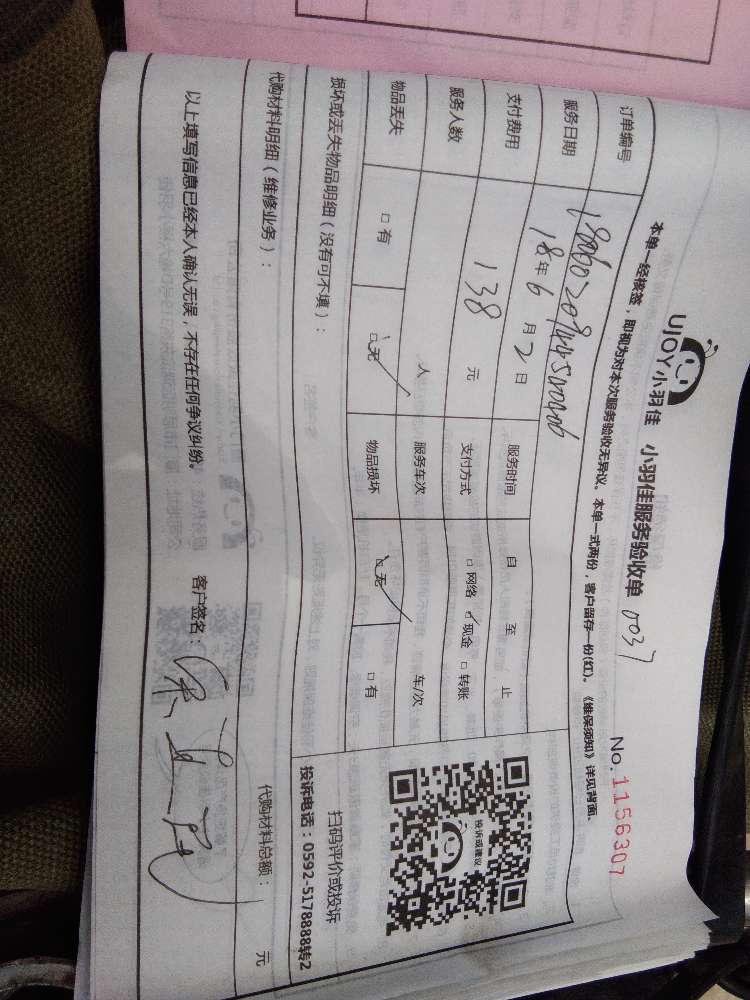 UJOY小羽佳 小羽佳服务验收单 0037
No.1156307
本单一经核签，即视为对本次服务验收无异议。本单一式两份，客户留存一份(红)。《维保须知》详见背面。
订单编号
服务日期 18年6月2日 服务时间 自 至 止
支付费用 138 元 支付方式 □网络 ☑现金 □转账
服务人数 人 服务车次 车/次
物品丢失 □有 ☑无 物品损坏 ☑无 □有
投诉或建议
扫码评价或投诉
投诉电话：0592-5178888转2
损坏或丢失物品明细（没有可不填）：
代购材料明细（维修业务）：
代购材料总额： 元
以上填写信息已经本人确认无误，不存在任何争议纠纷。 客户签名：